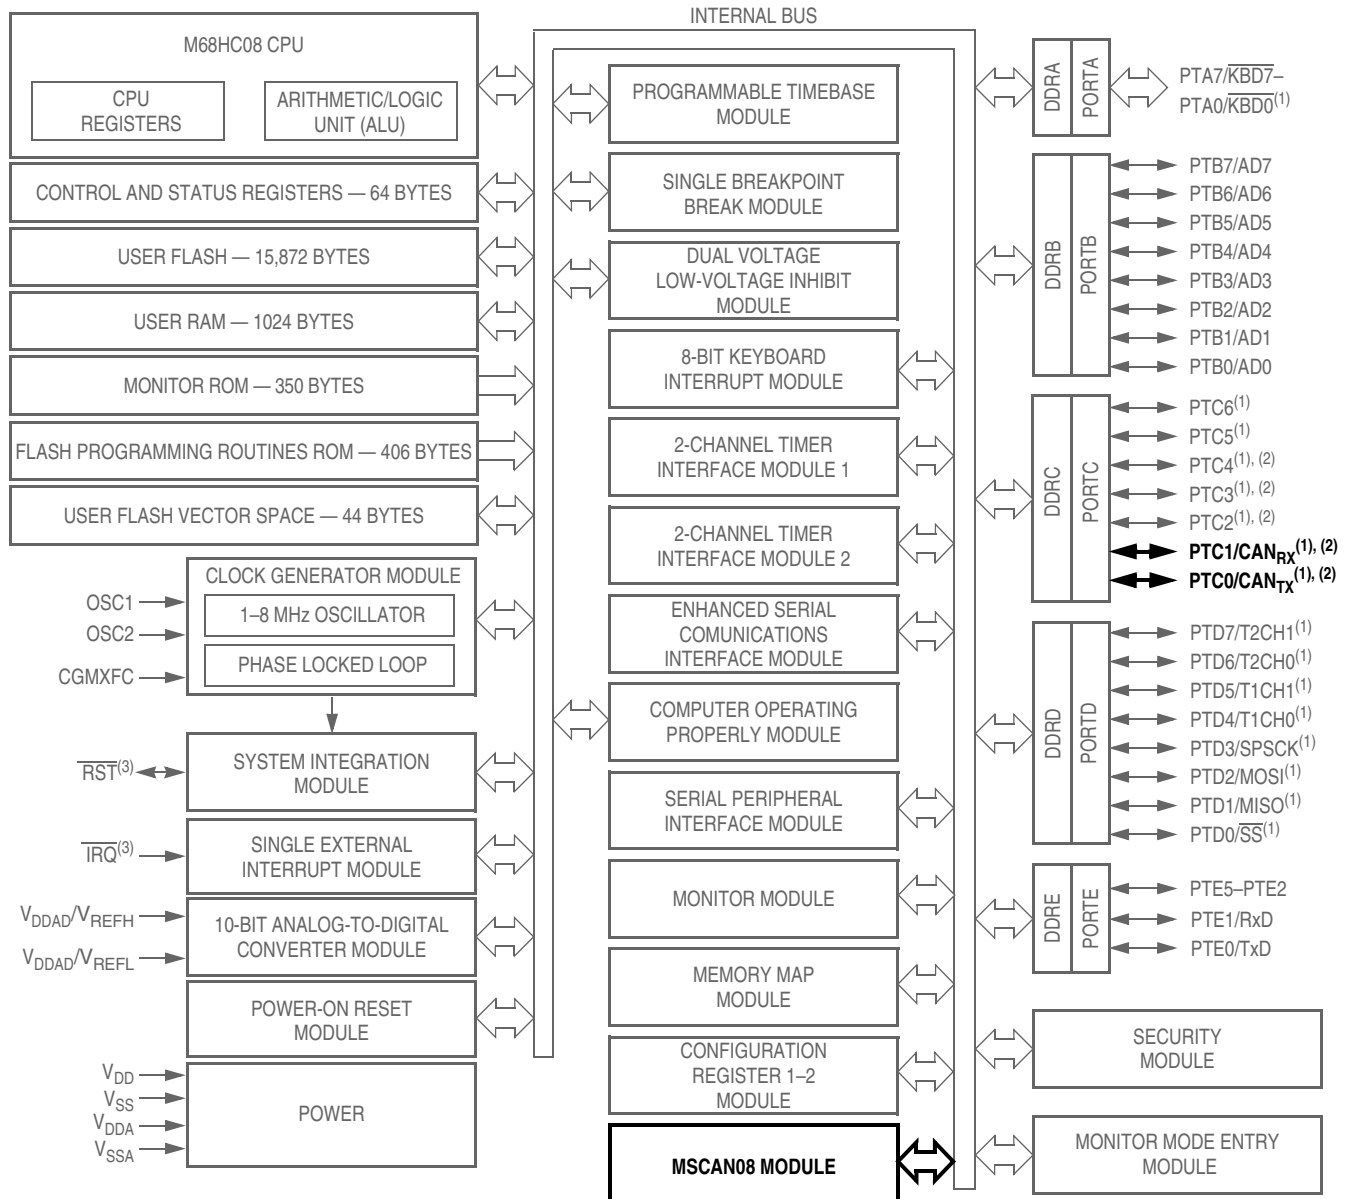 INTERNAL BUS
M68HC08 CPU
CPU
REGISTERS
ARITHMETIC/LOGIC
UNIT (ALU)
CONTROL AND STATUS REGISTERS — 64 BYTES
USER FLASH — 15,872 BYTES
USER RAM — 1024 BYTES
MONITOR ROM — 350 BYTES
FLASH PROGRAMMING ROUTINES ROM — 406 BYTES
USER FLASH VECTOR SPACE — 44 BYTES
CLOCK GENERATOR MODULE
1–8 MHz OSCILLATOR
PHASE LOCKED LOOP
OSC1
OSC2
CGMXFC
SYSTEM INTEGRATION
MODULE
RST(3)
SINGLE EXTERNAL
INTERRUPT MODULE
IRQ(3)
10-BIT ANALOG-TO-DIGITAL
CONVERTER MODULE
VDDAD/VREFH
VDDAD/VREFL
POWER-ON RESET
MODULE
POWER
VDD
VSS
VDDA
VSSA
PROGRAMMABLE TIMEBASE
MODULE
SINGLE BREAKPOINT
BREAK MODULE
DUAL VOLTAGE
LOW-VOLTAGE INHIBIT
MODULE
8-BIT KEYBOARD
INTERRUPT MODULE
2-CHANNEL TIMER
INTERFACE MODULE 1
2-CHANNEL TIMER
INTERFACE MODULE 2
ENHANCED SERIAL
COMUNICATIONS
INTERFACE MODULE
COMPUTER OPERATING
PROPERLY MODULE
SERIAL PERIPHERAL
INTERFACE MODULE
MONITOR MODULE
MEMORY MAP
MODULE
CONFIGURATION
REGISTER 1–2
MODULE
MSCAN08 MODULE
DDRA
PORTA
PTA7/KBD7–
PTA0/KBD0(1)
DDRB
PORTB
PTB7/AD7
PTB6/AD6
PTB5/AD5
PTB4/AD4
PTB3/AD3
PTB2/AD2
PTB1/AD1
PTB0/AD0
DDRC
PORTC
PTC6(1)
PTC5(1)
PTC4(1), (2)
PTC3(1), (2)
PTC2(1), (2)
PTC1/CANRX(1), (2)
PTC0/CANTX(1), (2)
DDRD
PORTD
PTD7/T2CH1(1)
PTD6/T2CH0(1)
PTD5/T1CH1(1)
PTD4/T1CH0(1)
PTD3/SPSCK(1)
PTD2/MOSI(1)
PTD1/MISO(1)
PTD0/SS(1)
DDRE
PORTE
PTE5–PTE2
PTE1/RxD
PTE0/TxD
SECURITY
MODULE
MONITOR MODE ENTRY
MODULE